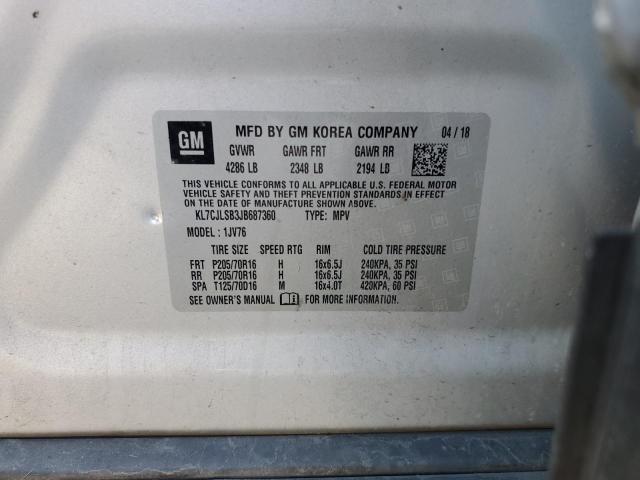 GM
MFD BY GM KOREA COMPANY 04 / 18
GVWR GAWR FRT GAWR RR
4286 LB 2348 LB 2194 LB
THIS VEHICLE CONFORMS TO ALL APPLICABLE U.S. FEDERAL MOTOR
VEHICLE SAFETY AND THEFT PREVENTION STANDARDS IN EFFECT
ON THE DATE OF MANUFACTURE SHOWN ABOVE.
KL7CJLSB3JB687360 TYPE: MPV
MODEL : 1JV76
TIRE SIZE SPEED RTG RIM COLD TIRE PRESSURE
FRT P205/70R16 H 16x6.5J 240KPA, 35 PSI
RR P205/70R16 H 16x6.5J 240KPA, 35 PSI
SPA T125/70D16 M 16x4.0T 420KPA, 60 PSI
SEE OWNER'S MANUAL FOR MORE INFORMATION.